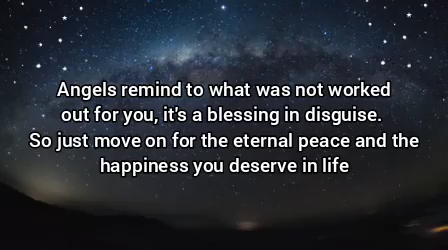 Angels remind to what was not worked
out for you, it's a blessing in disguise.
So just move on for the eternal peace and the
happiness you deserve in life